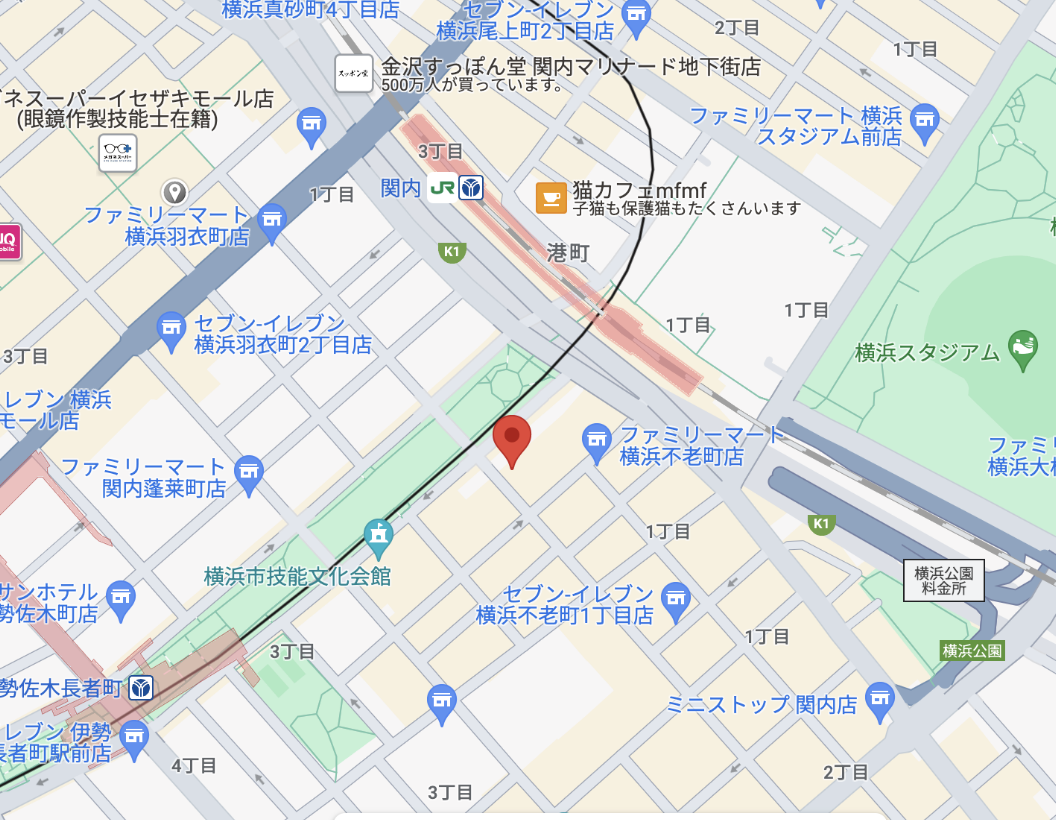 横浜真砂町4丁目店
セブン-イレブン
横浜尾上町2丁目店
2丁目
1丁目
スッポン堂
金沢すっぽん堂 関内マリナード地下街店
500万人が買っています。
ネスーパーイセザキモール店
(眼鏡作製技能士在籍)
メガネスーパー
ファミリーマート 横浜
スタジアム前店
3丁目
関内
JR
1丁目
猫カフェmfmf
子猫も保護猫もたくさんいます
ファミリーマート
横浜羽衣町店
UQ
mobile
K1
港町
1丁目
1丁目
セブン-イレブン
横浜羽衣町2丁目店
3丁目
横浜スタジアム
レブン 横浜
モール店
ファミリーマート
横浜不老町店
ファミリーマート
関内蓬莱町店
ファミ
横浜大
K1
1丁目
横浜公園
料金所
横浜市技能文化会館
サンホテル
勢佐木町店
セブン-イレブン
横浜不老町1丁目店
1丁目
横浜公園
3丁目
勢佐木長者町
ミニストップ 関内店
レブン 伊勢
長者町駅前店
4丁目
2丁目
3丁目